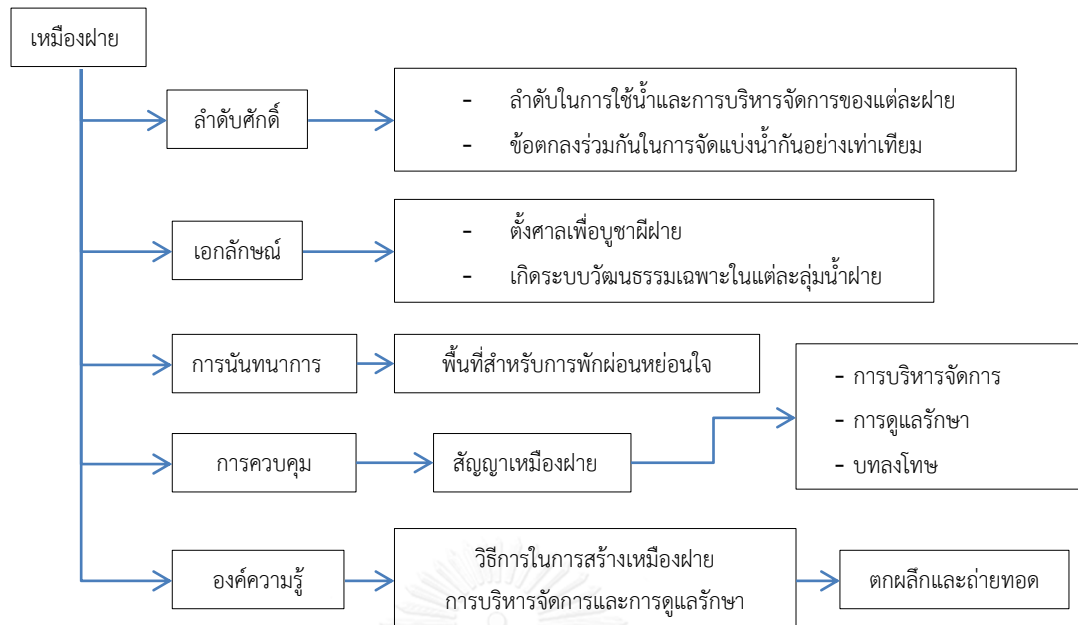 เหมืองฝาย
ลำดับศักดิ์
- ลำดับในการใช้น้ำและการบริหารจัดการของแต่ละฝาย
- ข้อตกลงร่วมกันในการจัดแบ่งน้ำกันอย่างเท่าเทียม
เอกลักษณ์
- ตั้งศาลเพื่อบูชาผีฝาย
- เกิดระบบวัฒนธรรมเฉพาะในแต่ละลุ่มน้ำฝาย
การนันทนาการ
พื้นที่สำหรับการพักผ่อนหย่อนใจ
การควบคุม
สัญญาเหมืองฝาย
- การบริหารจัดการ
- การดูแลรักษา
- บทลงโทษ
องค์ความรู้
วิธีการในการสร้างเหมืองฝาย
การบริหารจัดการและการดูแลรักษา
ตกผลึกและถ่ายทอด